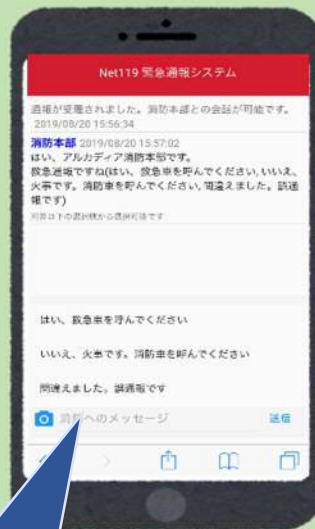 Net119 緊急通報システム
通報が受理されました。消防本部との会話が可能です。
2019/08/20 15:56:34
消防本部 2019/08/20 15:57:02
はい、アルカディア消防本部です。
救急通報ですね(はい、救急車を呼んでください,いいえ、
火事です。消防車を呼んでください,間違えました。誤通
報です)
はい、救急車を呼んでください
いいえ、火事です。消防車を呼んでください
間違えました。誤通報です
へのメッセージ
送信